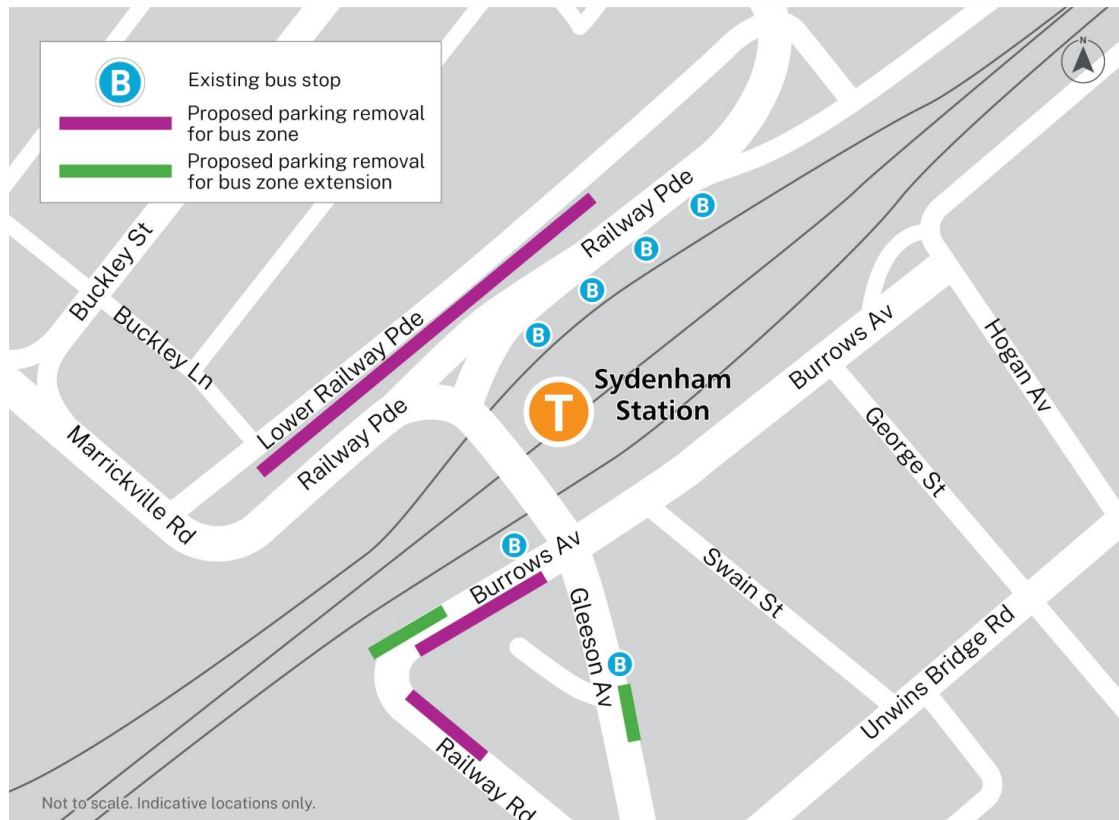 B
Existing bus stop
Proposed parking removal
for bus zone
Proposed parking removal
for bus zone extension
N
Buckley St
Buckley Ln
Lower Railway Pde
Railway Pde
Railway Pde
Marrickville Rd
B
B
B
B
T
Sydenham
Station
Burrows Av
Hogan Av
George St
B
Burrows Av
Swain St
Gleeson Av
B
Unwins Bridge Rd
Railway Rd
Not to scale. Indicative locations only.